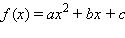 f(x) = ax² + bx + c